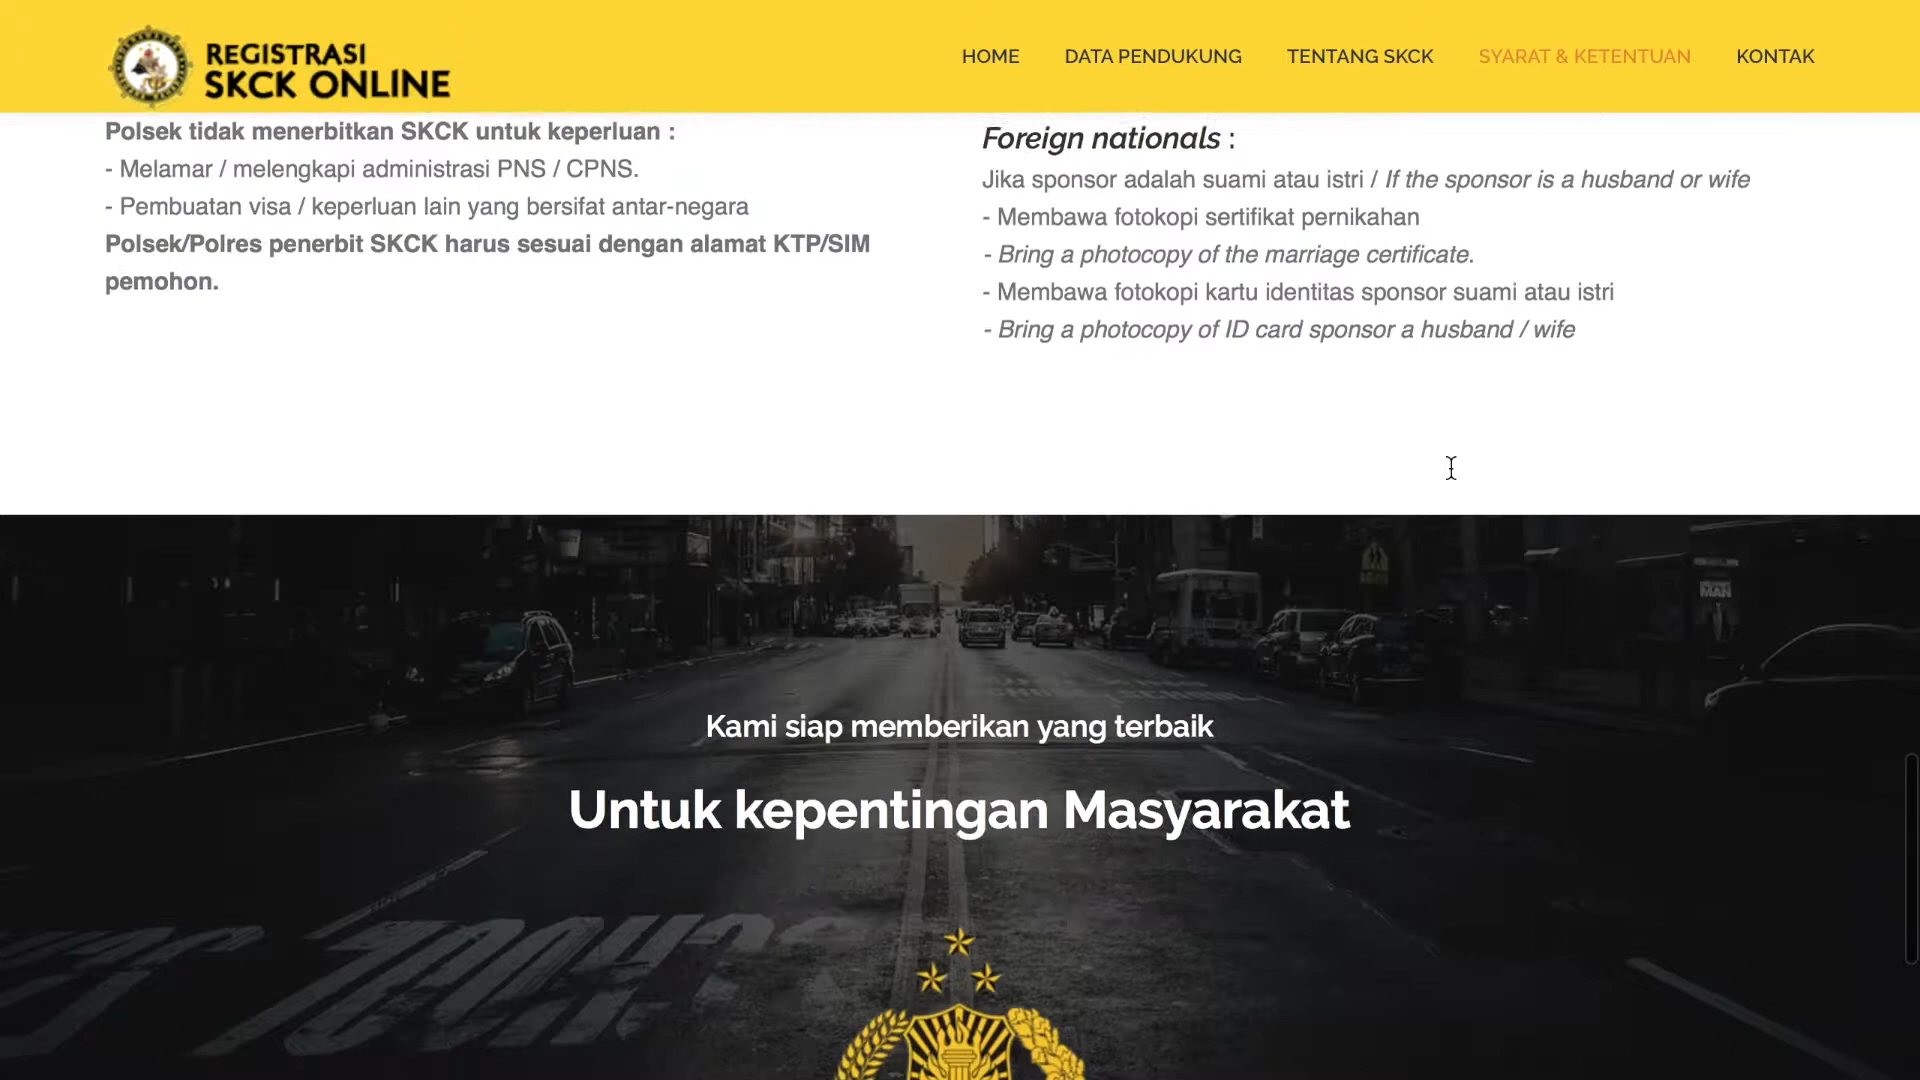 REGISTRASI
SKCK ONLINE
HOME
DATA PENDUKUNG
TENTANG SKCK
SYARAT & KETENTUAN
KONTAK
Polsek tidak menerbitkan SKCK untuk keperluan :
- Melamar / melengkapi administrasi PNS / CPNS.
- Pembuatan visa / keperluan lain yang bersifat antar-negara
Polsek/Polres penerbit SKCK harus sesuai dengan alamat KTP/SIM
pemohon.
Foreign nationals :
Jika sponsor adalah suami atau istri / If the sponsor is a husband or wife
- Membawa fotokopi sertifikat pernikahan
- Bring a photocopy of the marriage certificate.
- Membawa fotokopi kartu identitas sponsor suami atau istri
- Bring a photocopy of ID card sponsor a husband / wife
Kami siap memberikan yang terbaik
Untuk kepentingan Masyarakat